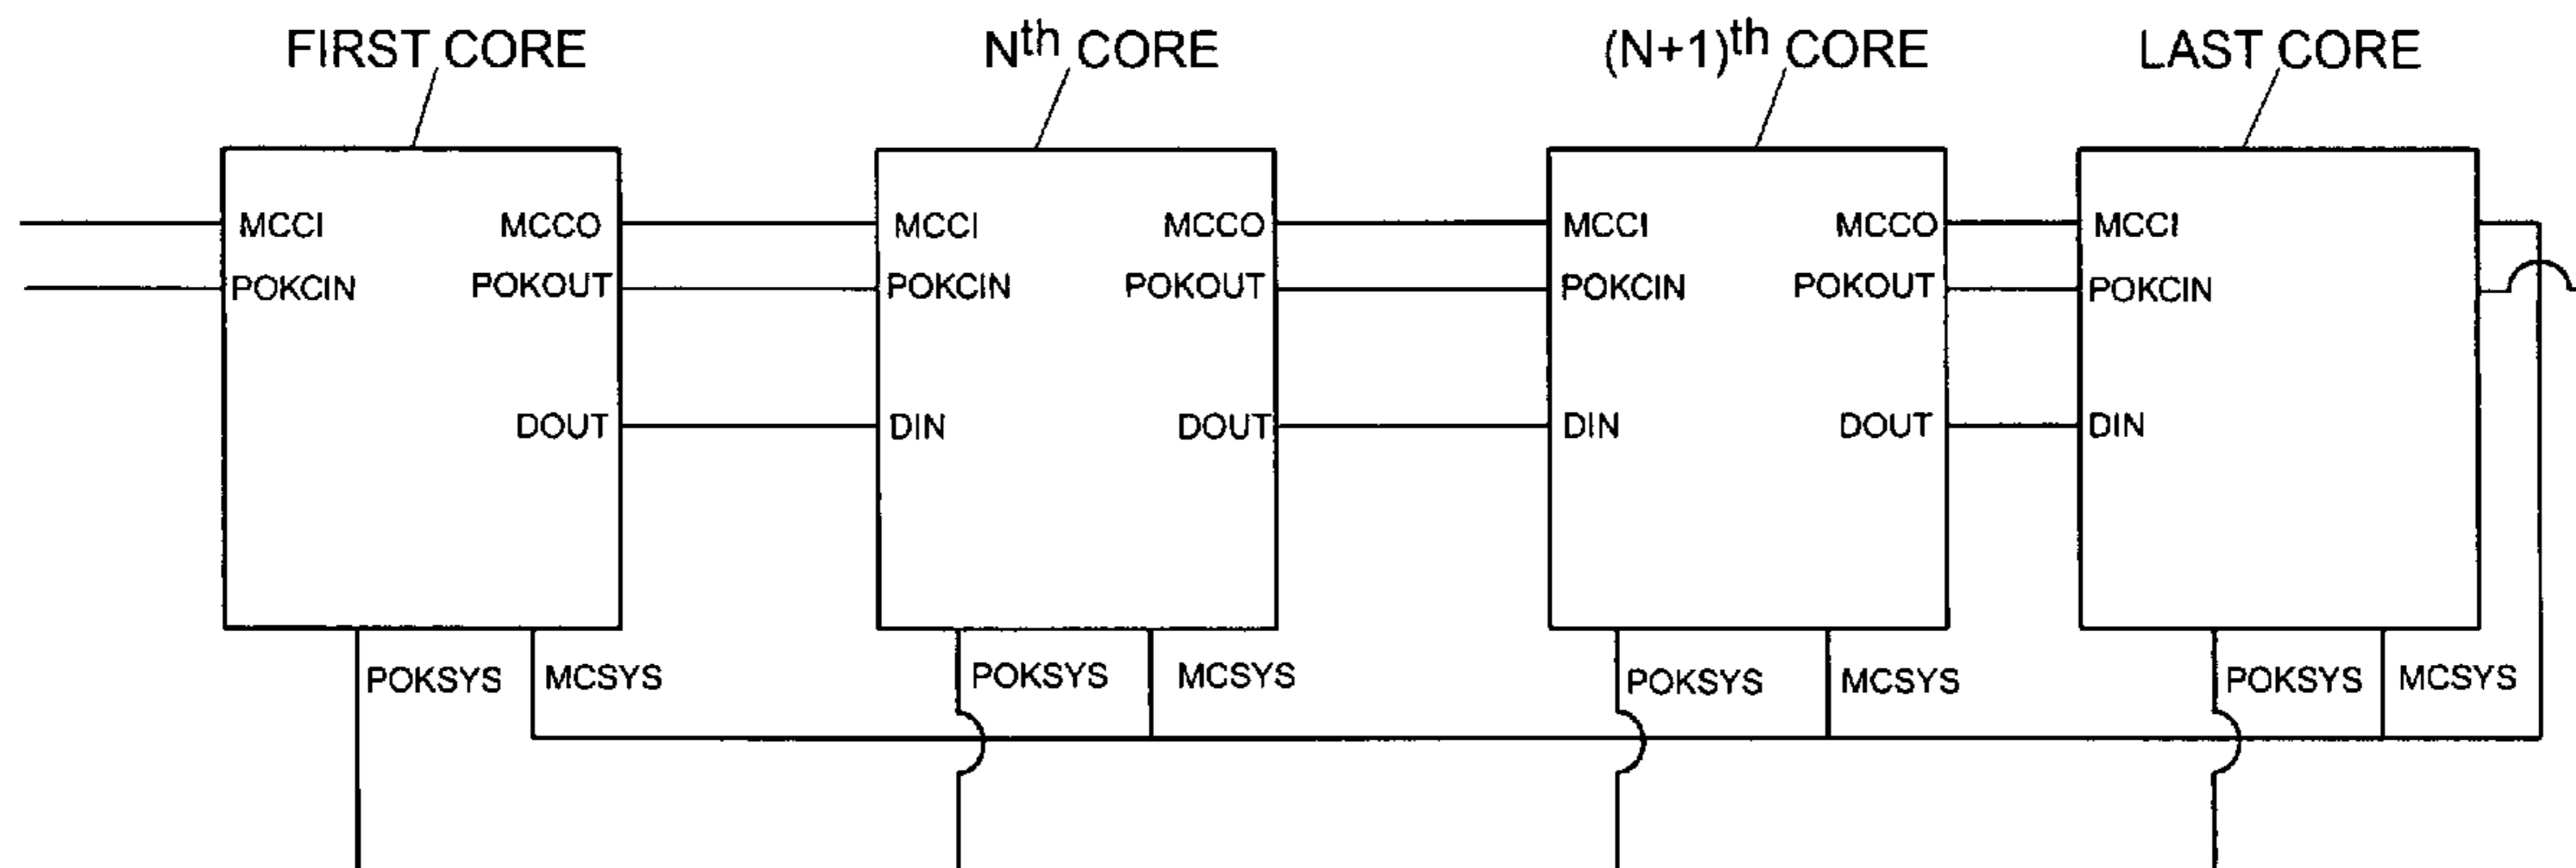 FIRST CORE
Nth CORE
(N+1)th CORE
LAST CORE
MCCI
MCCO
MCCI
MCCO
MCCI
MCCO
MCCI
POKCIN
POKOUT
POKCIN
POKOUT
POKCIN
POKOUT
POKCIN
DOUT
DIN
DOUT
DIN
DOUT
DIN
POKSYS
MCSYS
POKSYS
MCSYS
POKSYS
MCSYS
POKSYS
MCSYS